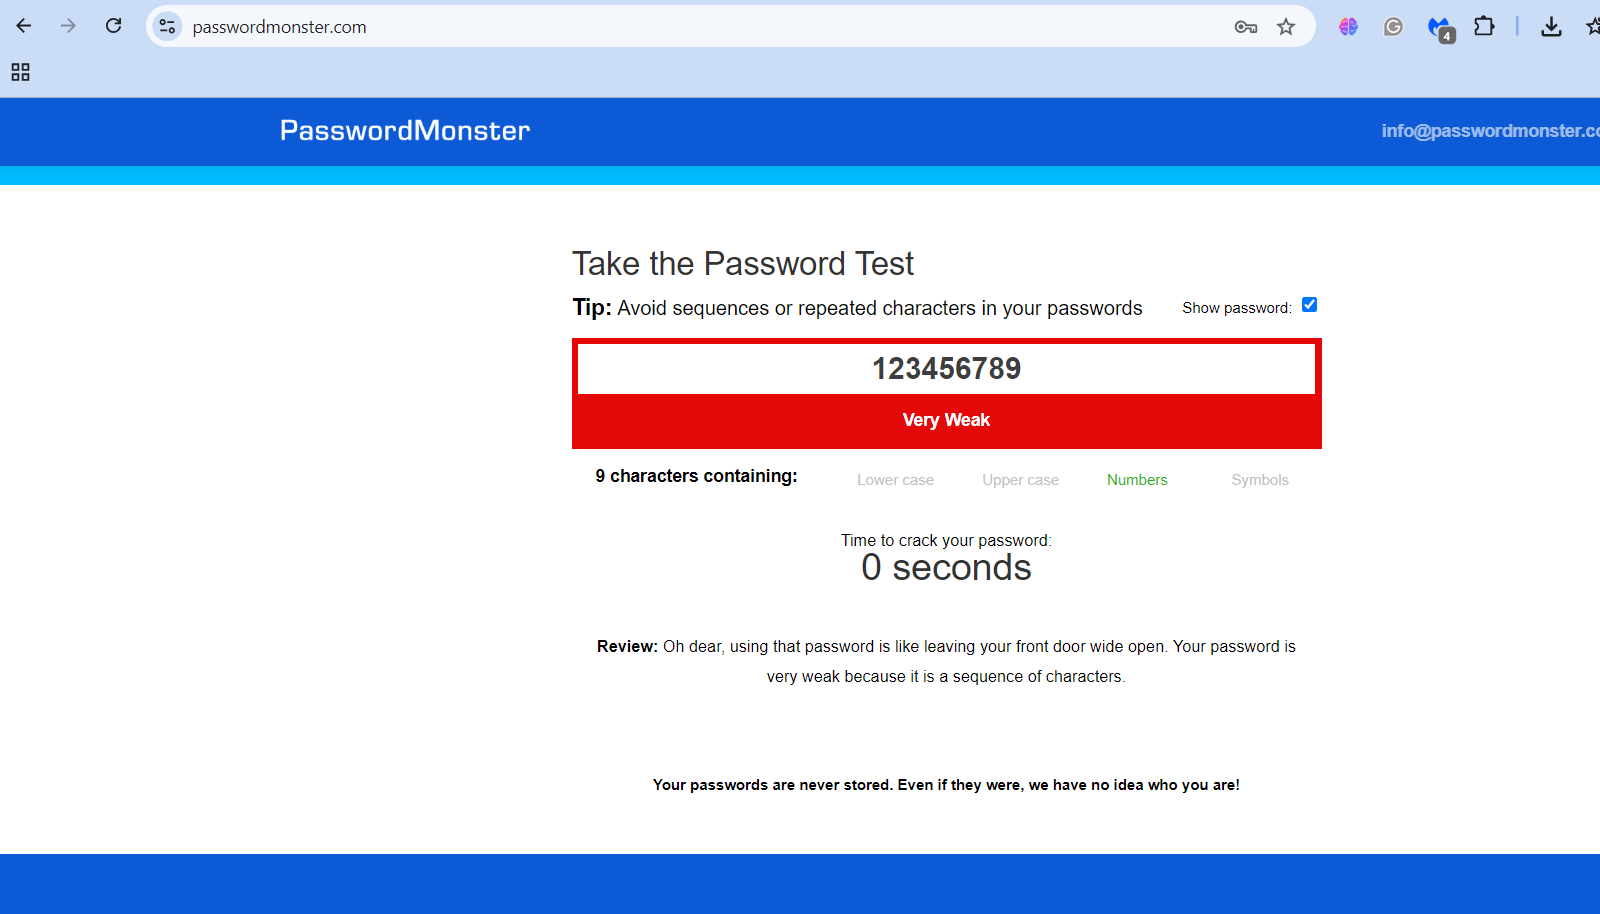 passwordmonster.com
4
PasswordMonster
info@passwordmonster.co
Take the Password Test
Tip: Avoid sequences or repeated characters in your passwords
Show password:
123456789
Very Weak
9 characters containing:
Lower case
Upper case
Numbers
Symbols
Time to crack your password:
0 seconds
Review: Oh dear, using that password is like leaving your front door wide open. Your password is
very weak because it is a sequence of characters.
Your passwords are never stored. Even if they were, we have no idea who you are!